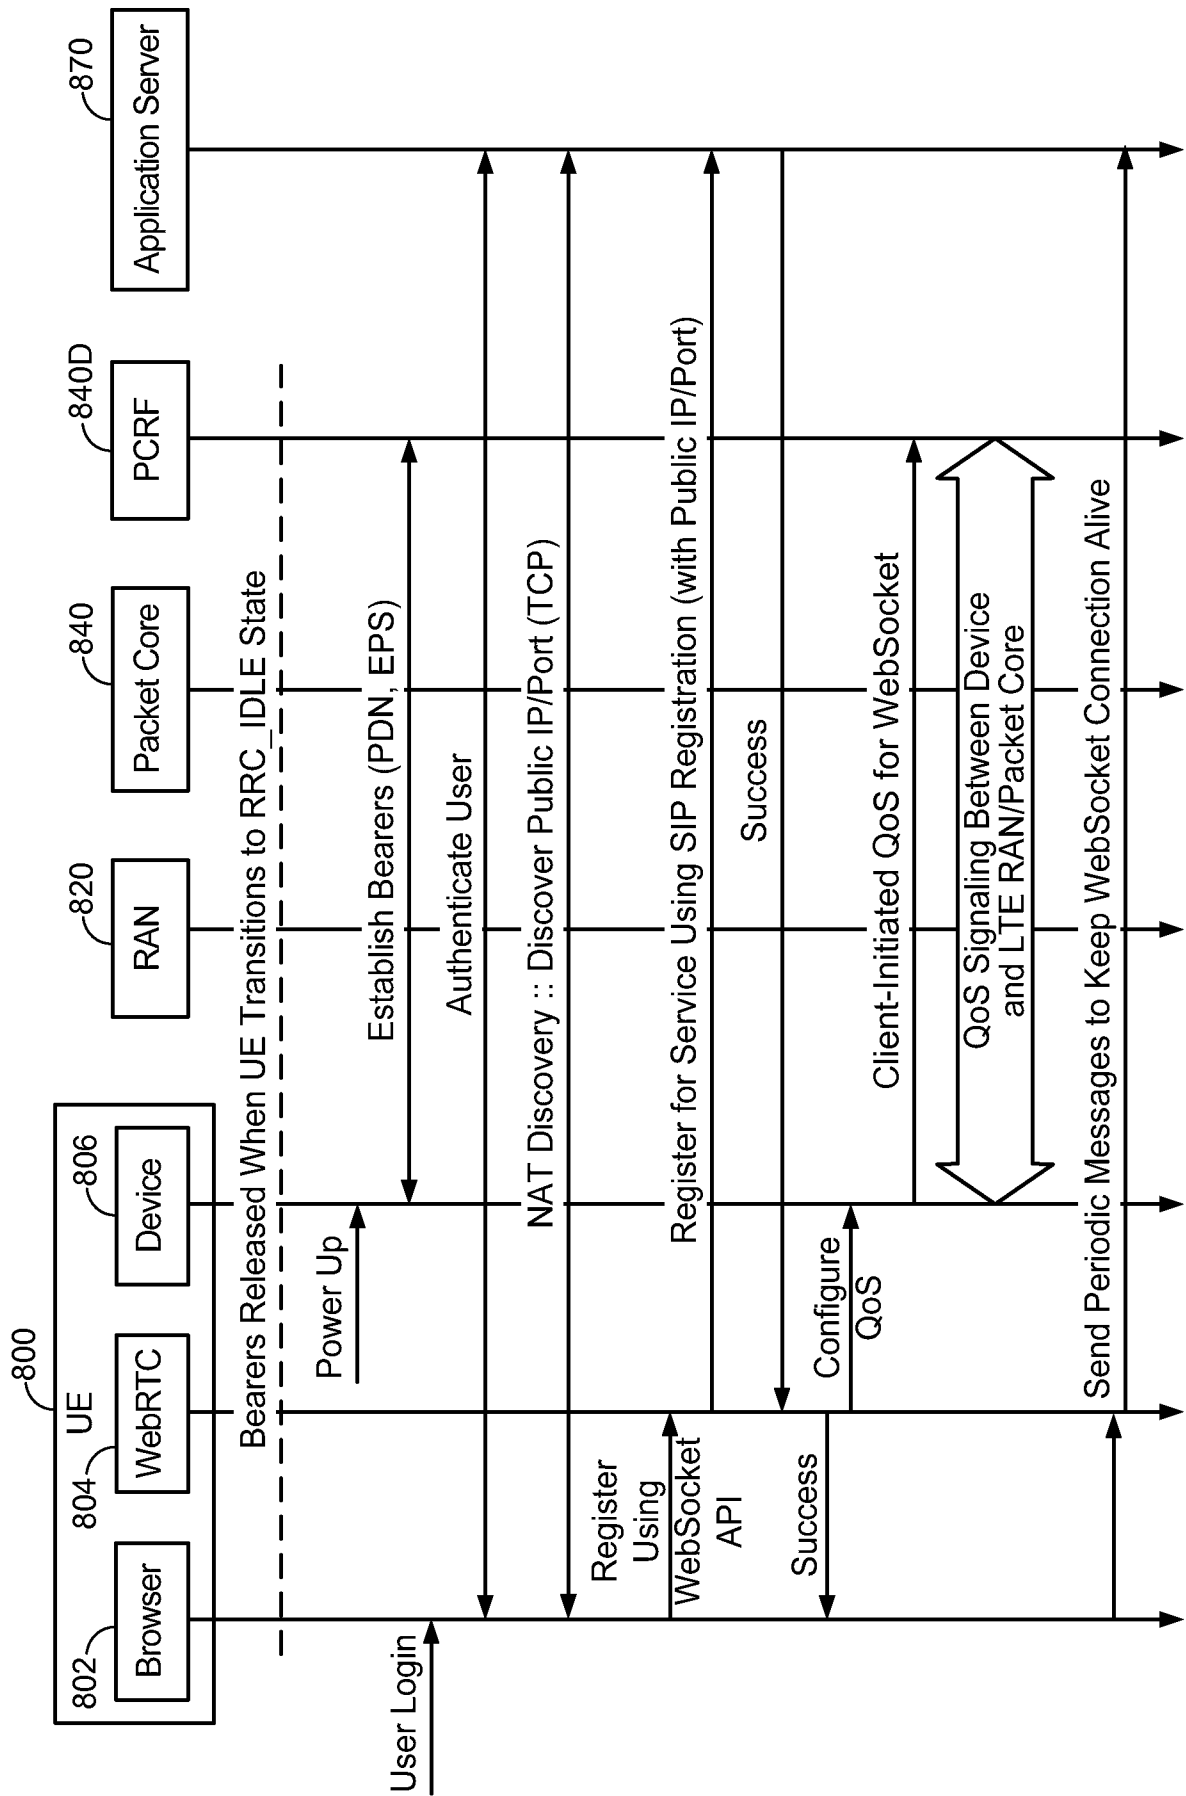 800
UE
802
804
806
820
840
840D
870
Browser
WebRTC
Device
RAN
Packet Core
PCRF
Application Server
Bearers Released When UE Transitions to RRC_IDLE State
Power Up
Establish Bearers (PDN, EPS)
User Login
Authenticate User
NAT Discovery :: Discover Public IP/Port (TCP)
Register
Using
WebSocket
API
Register for Service Using SIP Registration (with Public IP/Port)
Success
Success
Configure
QoS
Client-Initiated QoS for WebSocket
QoS Signaling Between Device
and LTE RAN/Packet Core
Send Periodic Messages to Keep WebSocket Connection Alive